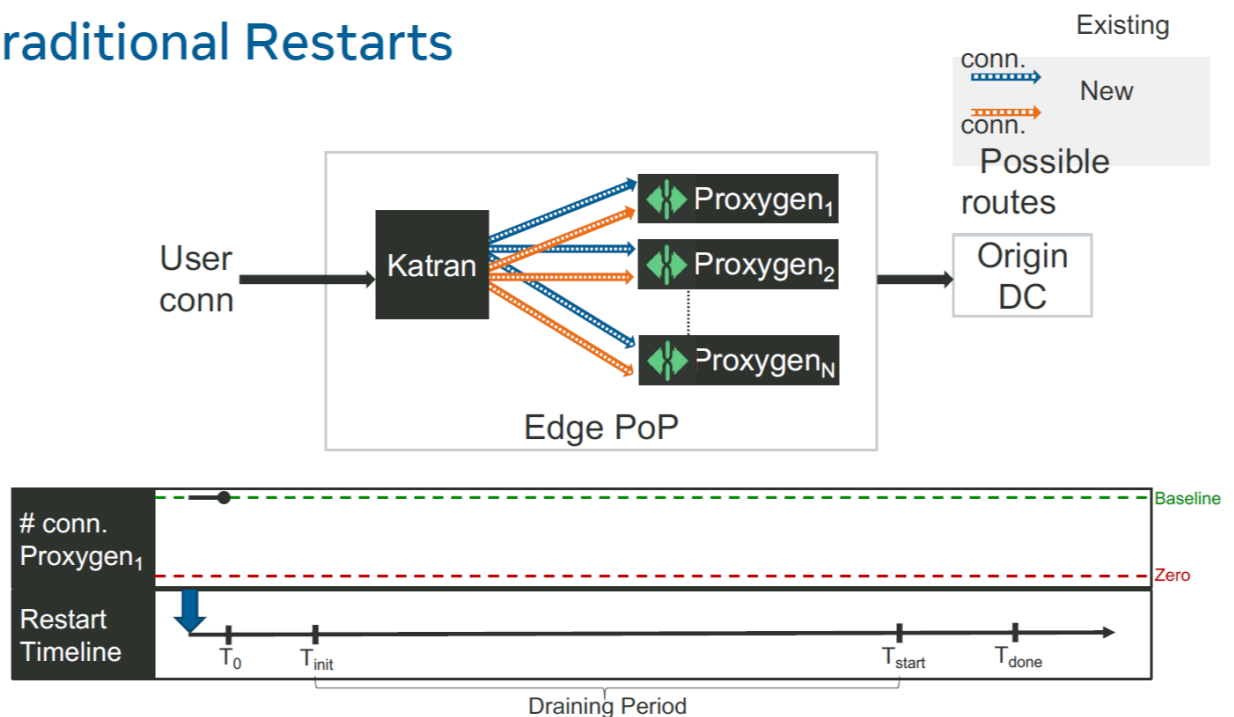 raditional Restarts
Existing
conn.
New
conn.
Possible
routes
User
conn
Katran
Proxygen₁
Proxygen₂
ProxygenN
Edge PoP
Origin
DC
# conn.
Proxygen₁
Baseline
Zero
Restart
Timeline
T₀
Tinit
Tstart
Tdone
Draining Period